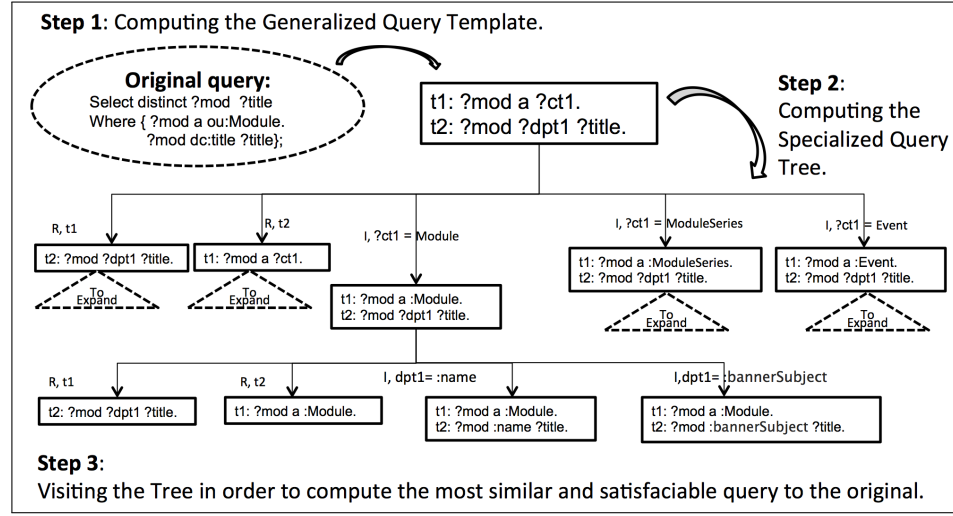 Step 1: Computing the Generalized Query Template.
Original query:
Select distinct ?mod ?title
Where { ?mod a ou:Module.
?mod dc:title ?title};
t1: ?mod a ?ct1.
t2: ?mod ?dpt1 ?title.
Step 2:
Computing the
Specialized Query
Tree.
R, t1
t2: ?mod ?dpt1 ?title.
To
Expand
R, t2
t1: ?mod a ?ct1.
To
Expand
I, ?ct1 = Module
t1: ?mod a :Module.
t2: ?mod ?dpt1 ?title.
I, ?ct1 = ModuleSeries
t1: ?mod a :ModuleSeries.
t2: ?mod ?dpt1 ?title.
To
Expand
I, ?ct1 = Event
t1: ?mod a :Event.
t2: ?mod ?dpt1 ?title.
To
Expand
R, t1
t2: ?mod ?dpt1 ?title.
R, t2
t1: ?mod a :Module.
I, dpt1= :name
t1: ?mod a :Module.
t2: ?mod :name ?title.
I,dpt1= :bannerSubject
t1: ?mod a :Module.
t2: ?mod :bannerSubject ?title.
Step 3:
Visiting the Tree in order to compute the most similar and satisfaciable query to the original.